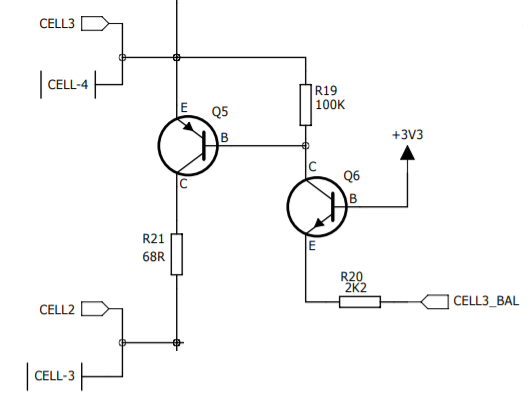 CELL3
CELL-4
R19
100K
E
Q5
B
C
+3V3
C
Q6
B
E
R21
68R
R20
2K2
CELL3_BAL
CELL2
CELL-3